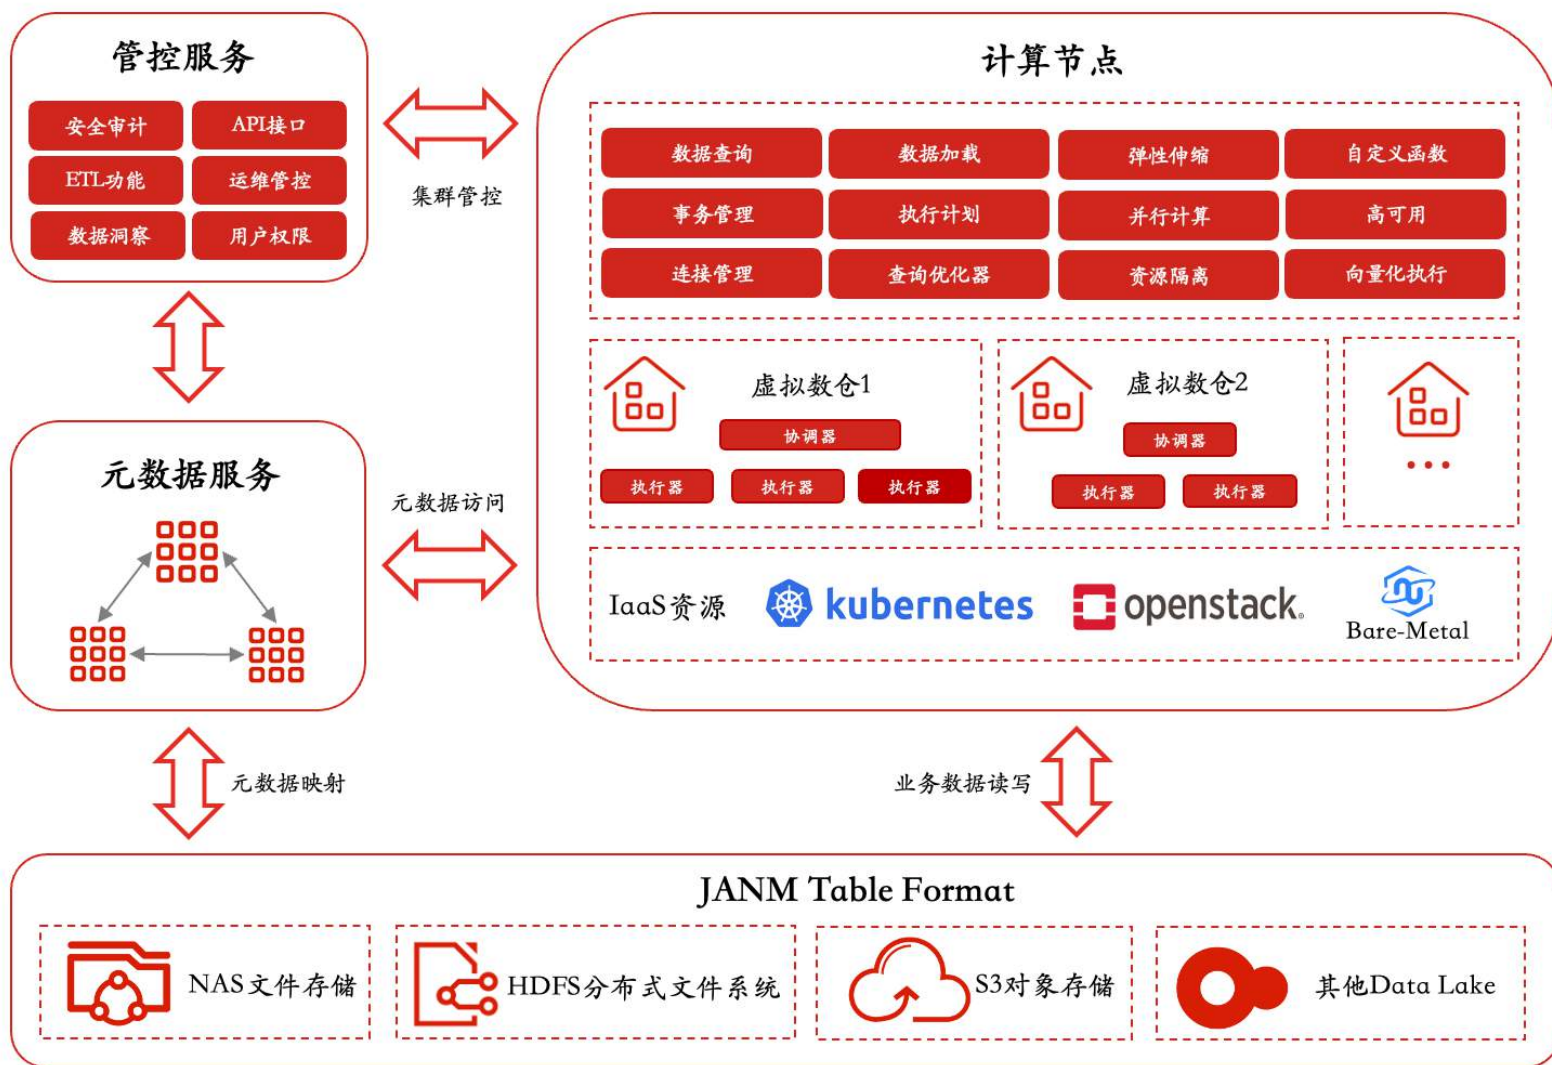 管控服务
安全审计 API接口
ETL功能 运维管控
数据洞察 用户权限
集群管控
计算节点
数据查询 数据加载 弹性伸缩 自定义函数
事务管理 执行计划 并行计算 高可用
连接管理 查询优化器 资源隔离 向量化执行
虚拟数仓1
协调器
执行器 执行器 执行器
虚拟数仓2
协调器
执行器 执行器
元数据服务
元数据访问
IaaS资源 kubernetes openstack. Bare-Metal
元数据映射
业务数据读写
JANM Table Format
NAS文件存储 HDFS分布式文件系统 S3对象存储 其他Data Lake